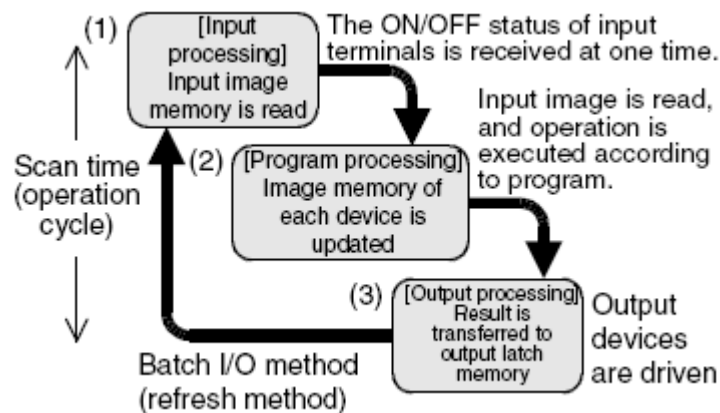 (1)
[Input
processing]
Input image
memory is read
The ON/OFF status of input
terminals is received at one time.
Input image is read,
and operation is
executed according
to program.
Scan time
(operation
cycle)
(2)
[Program processing]
Image memory of
each device is
updated
(3)
[Output processing]
Result is
transferred to
output latch
memory
Output
devices
are driven
Batch I/O method
(refresh method)